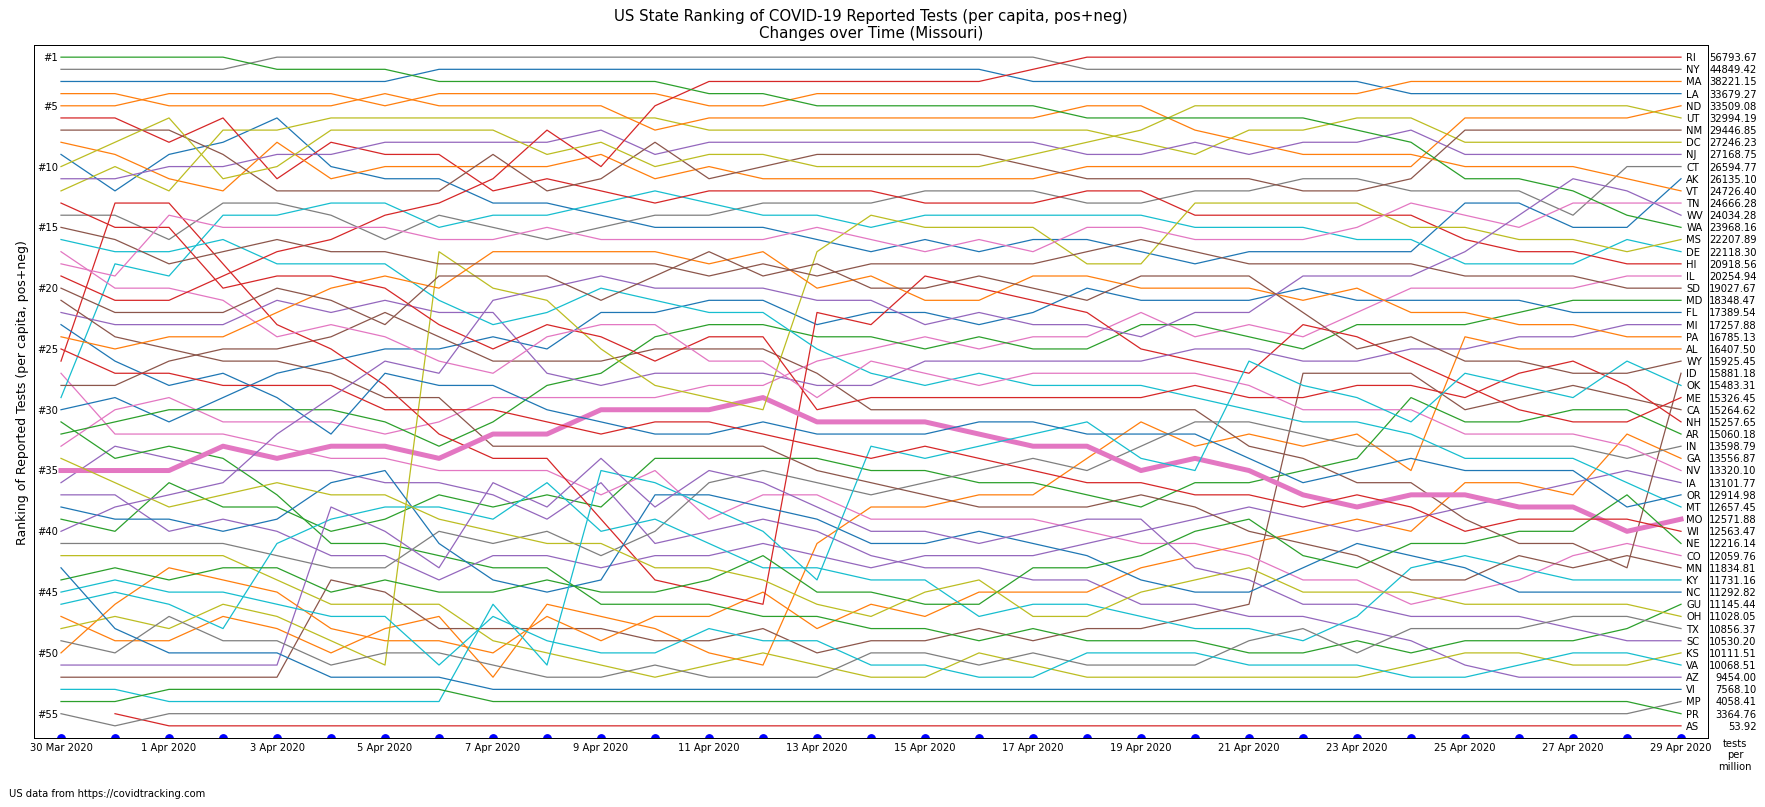 US State Ranking of COVID-19 Reported Tests (per capita, pos+neg)
Changes over Time (Missouri)
Ranking of Reported Tests (per capita, pos+neg)
#1
#5
#10
#15
#20
#25
#30
#35
#40
#45
#50
#55
RI 56793.67
NY 44849.42
MA 38221.15
LA 33679.27
ND 33509.08
UT 32994.19
NM 29446.85
DC 27246.23
NJ 27168.75
CT 26594.77
AK 26135.10
VT 24726.40
TN 24666.28
WV 24034.28
WA 23968.16
MS 22207.89
DE 22118.30
HI 20918.56
IL 20254.94
SD 19027.67
MD 18348.47
FL 17389.54
MI 17257.88
PA 16785.13
AL 16407.50
WY 15925.45
ID 15881.18
OK 15483.31
ME 15326.45
CA 15264.62
NH 15257.65
AR 15060.18
IN 13598.79
GA 13556.87
NV 13320.10
IA 13101.77
OR 12914.98
MT 12657.45
MO 12571.88
WI 12563.47
NE 12216.14
CO 12059.76
MN 11834.81
KY 11731.16
NC 11292.82
GU 11145.44
OH 11028.05
TX 10856.37
SC 10530.20
KS 10111.51
VA 10068.51
AZ 9454.00
VI 7568.10
MP 4058.41
PR 3364.76
AS 53.92
30 Mar 2020 1 Apr 2020 3 Apr 2020 5 Apr 2020 7 Apr 2020 9 Apr 2020 11 Apr 2020 13 Apr 2020 15 Apr 2020 17 Apr 2020 19 Apr 2020 21 Apr 2020 23 Apr 2020 25 Apr 2020 27 Apr 2020 29 Apr 2020
tests
per
million
US data from https://covidtracking.com